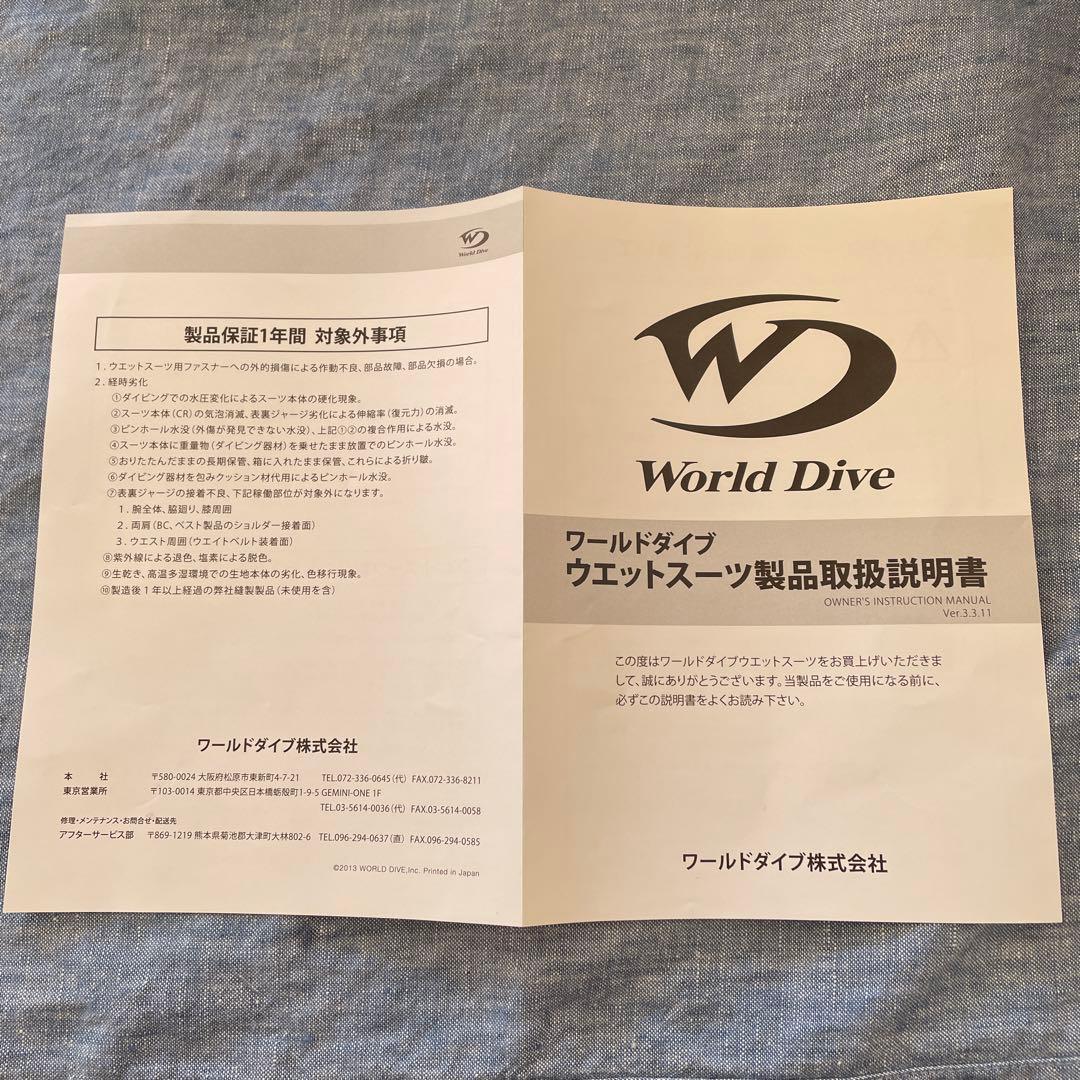 World Dive
製品保証1年間 対象外事項
1. ウエットスーツ用ファスナーへの外的損傷による作動不良、部品故障、部品欠損の場合。
2. 経時劣化
①ダイビングでの水圧変化によるスーツ本体の硬化現象。
②スーツ本体(CR)の気泡消滅、表裏ジャージ劣化による伸縮率(復元力)の消滅。
③ピンホール水没(外傷が発見できない水没)、上記①②の複合作用による水没。
④スーツ本体に重量物(ダイビング器材)を乗せたまま放置でのピンホール水没。
⑤おりたたんだままの長期保管、箱に入れたまま保管、これらによる折り皺。
⑥ダイビング器材を包みクッション材代用によるピンホール水没。
⑦表裏ジャージの接着不良、下記稼働部位が対象外になります。
1. 腕全体、脇廻り、膝周囲
2. 両肩(BC、ベスト製品のショルダー接着面)
3. ウエスト周囲(ウエイトベルト装着面)
⑧紫外線による退色、塩素による脱色。
⑨生乾き、高温多湿環境での生地本体の劣化、色移行現象。
⑩製造後1年以上経過の弊社縫製製品(未使用を含)
ワールドダイブ株式会社
本 社 〒580-0024 大阪府松原市東新町4-7-21 TEL.072-336-0645(代) FAX.072-336-8211
東京営業所 〒103-0014 東京都中央区日本橋蛎殻町1-9-5 GEMINI-ONE 1F
TEL.03-5614-0036(代) FAX.03-5614-0058
修理・メンテナンス・お問合せ・配送先
アフターサービス部 〒869-1219 熊本県菊池郡大津町大林802-6 TEL.096-294-0637(直) FAX.096-294-0585
©2013 WORLD DIVE,Inc. Printed in Japan
World Dive
ワールドダイブ
ウエットスーツ製品取扱説明書
OWNER'S INSTRUCTION MANUAL
Ver.3.3.11
この度はワールドダイブウエットスーツをお買上げいただきま
して、誠にありがとうございます。当製品をご使用になる前に、
必ずこの説明書をよくお読み下さい。
ワールドダイブ株式会社